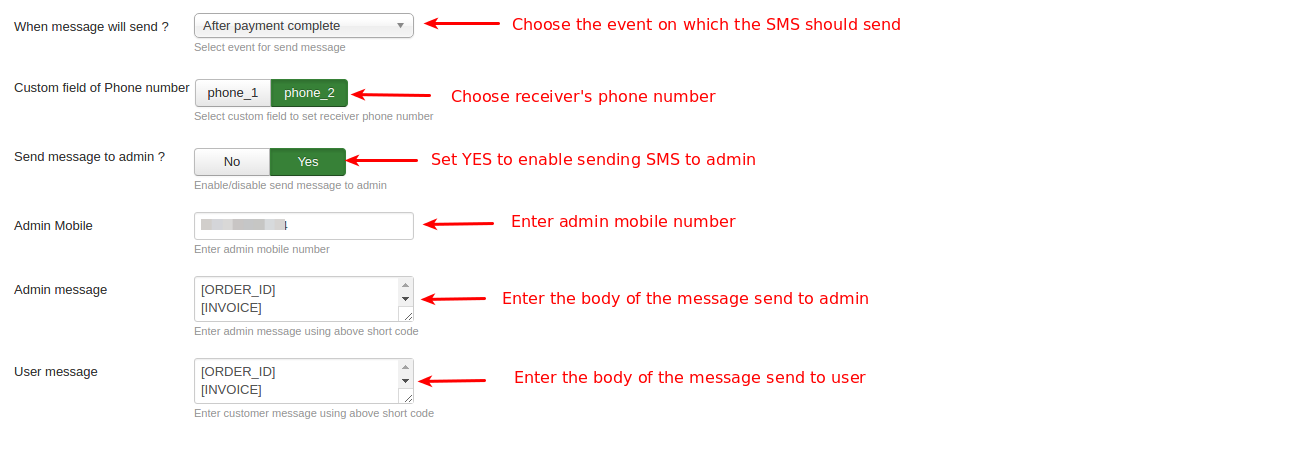 When message will send ? After payment complete Choose the event on which the SMS should send
Select event for send message
Custom field of Phone number phone_1 phone_2 Choose receiver's phone number
Select custom field to set receiver phone number
Send message to admin ? No Yes Set YES to enable sending SMS to admin
Enable/disable send message to admin
Admin Mobile 4 Enter admin mobile number
Enter admin mobile number
Admin message [ORDER_ID]
[INVOICE] Enter the body of the message send to admin
Enter admin message using above short code
User message [ORDER_ID] Enter the body of the message send to user
[INVOICE]
Enter customer message using above short code